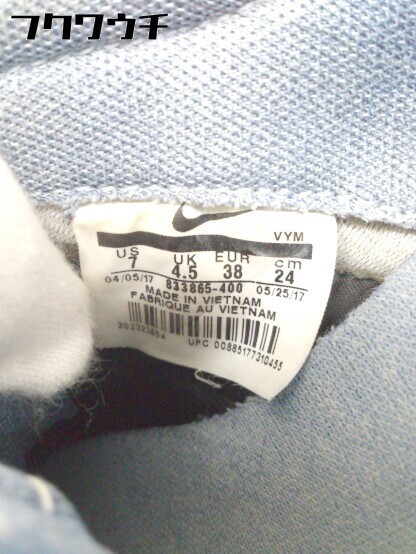 フクワウチ
VYM
US UK EUR cm
7 4.5 38 24
04/05/17 833865-400 05/25/17
MADE IN VIETNAM
FABRIQUE AU VIETNAM
202323854
UPC 00885177310455